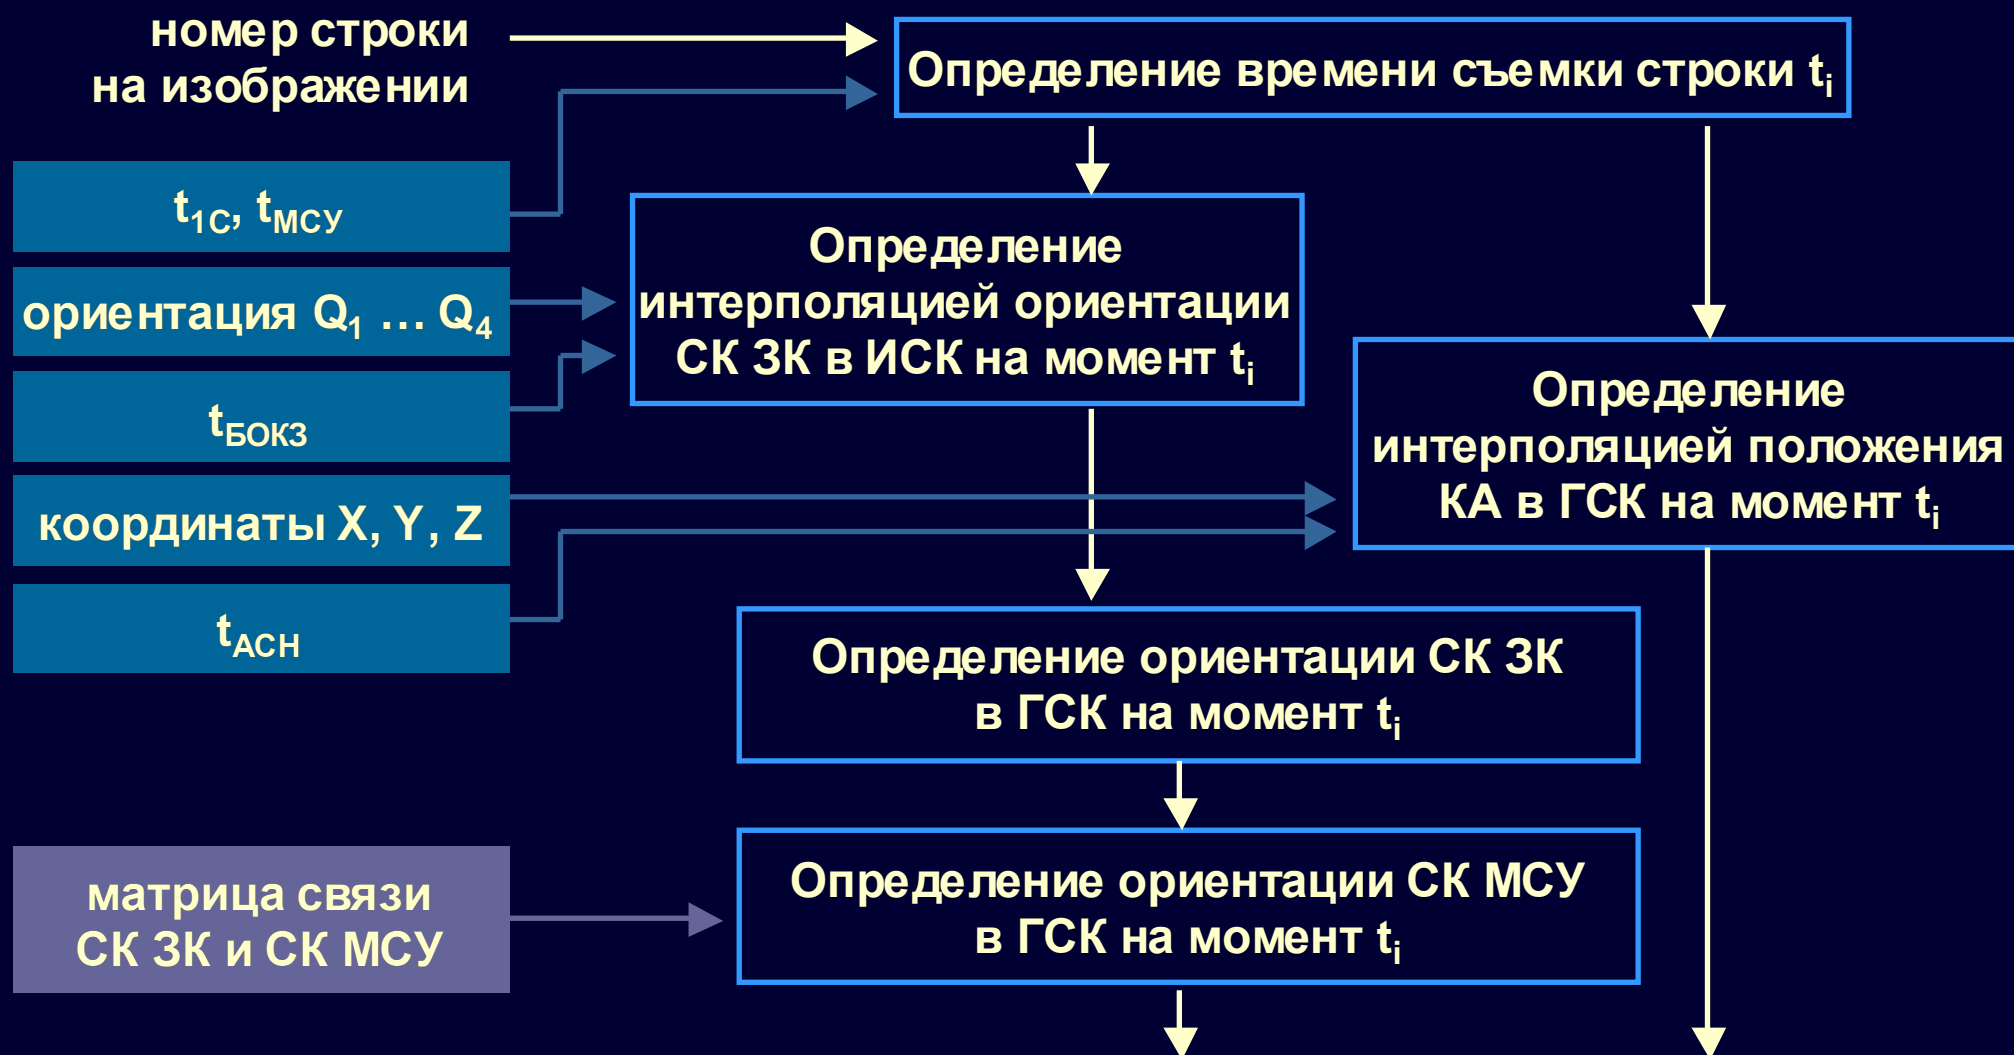 номер строки
на изображении
Определение времени съемки строки tᵢ
t₁С, tМСУ
ориентация Q₁ … Q₄
tБОКЗ
координаты X, Y, Z
tАСН
Определение
интерполяцией ориентации
СК ЗК в ИСК на момент tᵢ
Определение
интерполяцией положения
КА в ГСК на момент tᵢ
Определение ориентации СК ЗК
в ГСК на момент tᵢ
матрица связи
СК ЗК и СК МСУ
Определение ориентации СК МСУ
в ГСК на момент tᵢ